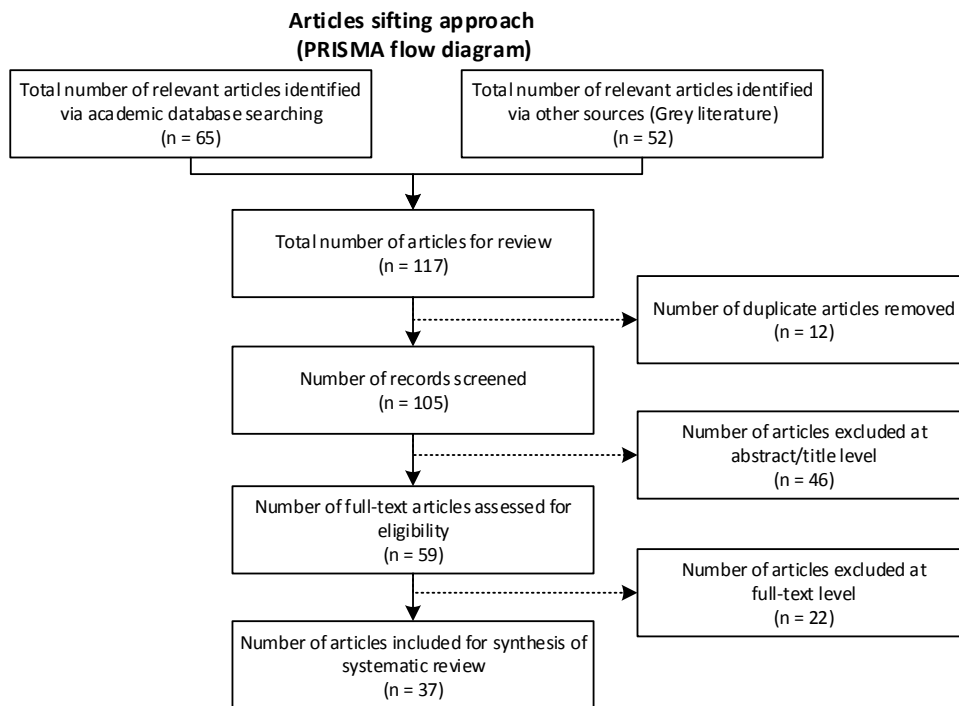 Articles sifting approach
(PRISMA flow diagram)
Total number of relevant articles identified
via academic database searching
(n = 65)
Total number of relevant articles identified
via other sources (Grey literature)
(n = 52)
Total number of articles for review
(n = 117)
Number of duplicate articles removed
(n = 12)
Number of records screened
(n = 105)
Number of articles excluded at
abstract/title level
(n = 46)
Number of full-text articles assessed for
eligibility
(n = 59)
Number of articles excluded at
full-text level
(n = 22)
Number of articles included for synthesis of
systematic review
(n = 37)